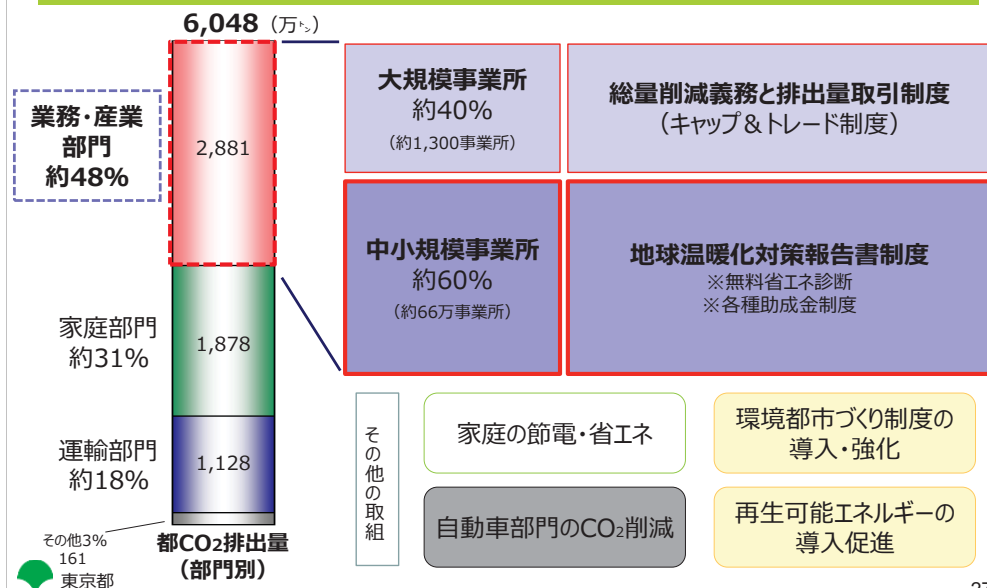 6,048（万㌧）
業務・産業
部門
約48%
2,881
家庭部門
約31%
1,878
運輸部門
約18%
1,128
その他3%
161
東京都
都CO₂排出量
（部門別）
大規模事業所
約40%
（約1,300事業所）
総量削減義務と排出量取引制度
（キャップ＆トレード制度）
中小規模事業所
約60%
（約66万事業所）
地球温暖化対策報告書制度
※無料省エネ診断
※各種助成金制度
その他の取組
家庭の節電・省エネ
環境都市づくり制度の
導入・強化
自動車部門のCO₂削減
再生可能エネルギーの
導入促進